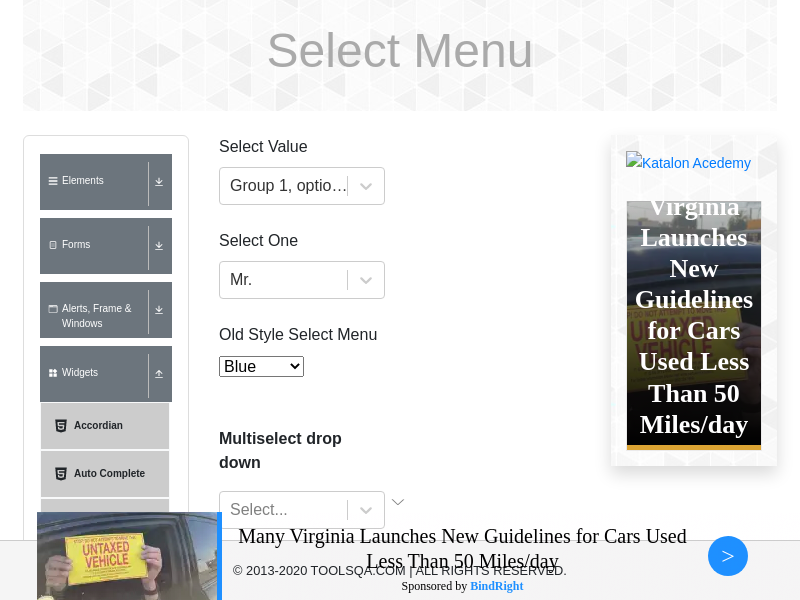 Select Menu
Elements
Forms
Alerts, Frame &
Windows
Widgets
Accordian
Auto Complete
Select Value
Group 1, optio...
Select One
Mr.
Old Style Select Menu
Blue
Multiselect drop
down
Select...
Katalon Acedemy
Virginia
Launches
New
Guidelines
for Cars
Used Less
Than 50
Miles/day
UNTAXED
VEHICLE
Many Virginia Launches New Guidelines for Cars Used
Less Than 50 Miles/day
>
© 2013-2020 TOOLSQA.COM | ALL RIGHTS RESERVED.
Sponsored by BindRight